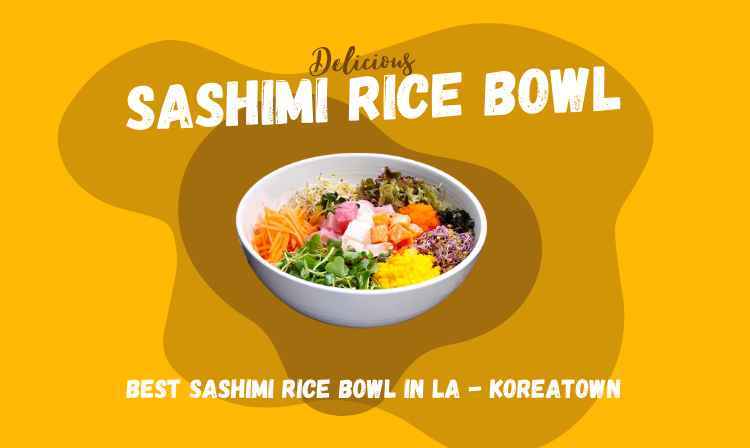 Delicious
SASHIMI RICE BOWL
BEST SASHIMI RICE BOWL IN LA - KOREATOWN